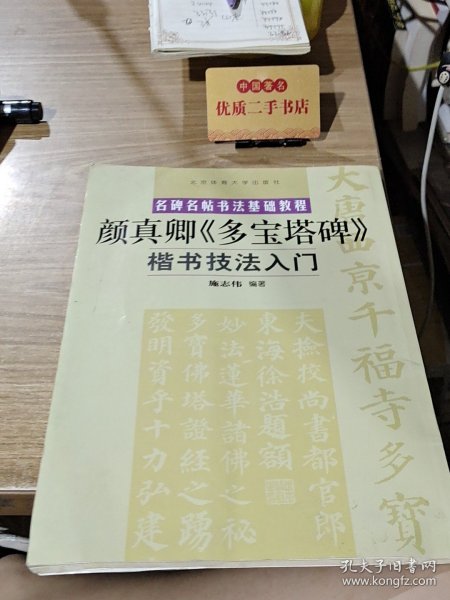 中国著名
优质二手书店
北京体育大学出版社
名碑名帖书法基础教程
颜真卿《多宝塔碑》
楷书技法入门
施志伟 编著
大唐西京千福寺多寶
夫撿挍尚書都官郎
東海徐浩題額
妙法蓮華諸佛之秘
多寶佛塔證經之踴
發明資乎十力弘建
孔夫子旧书网
www.kongfz.com